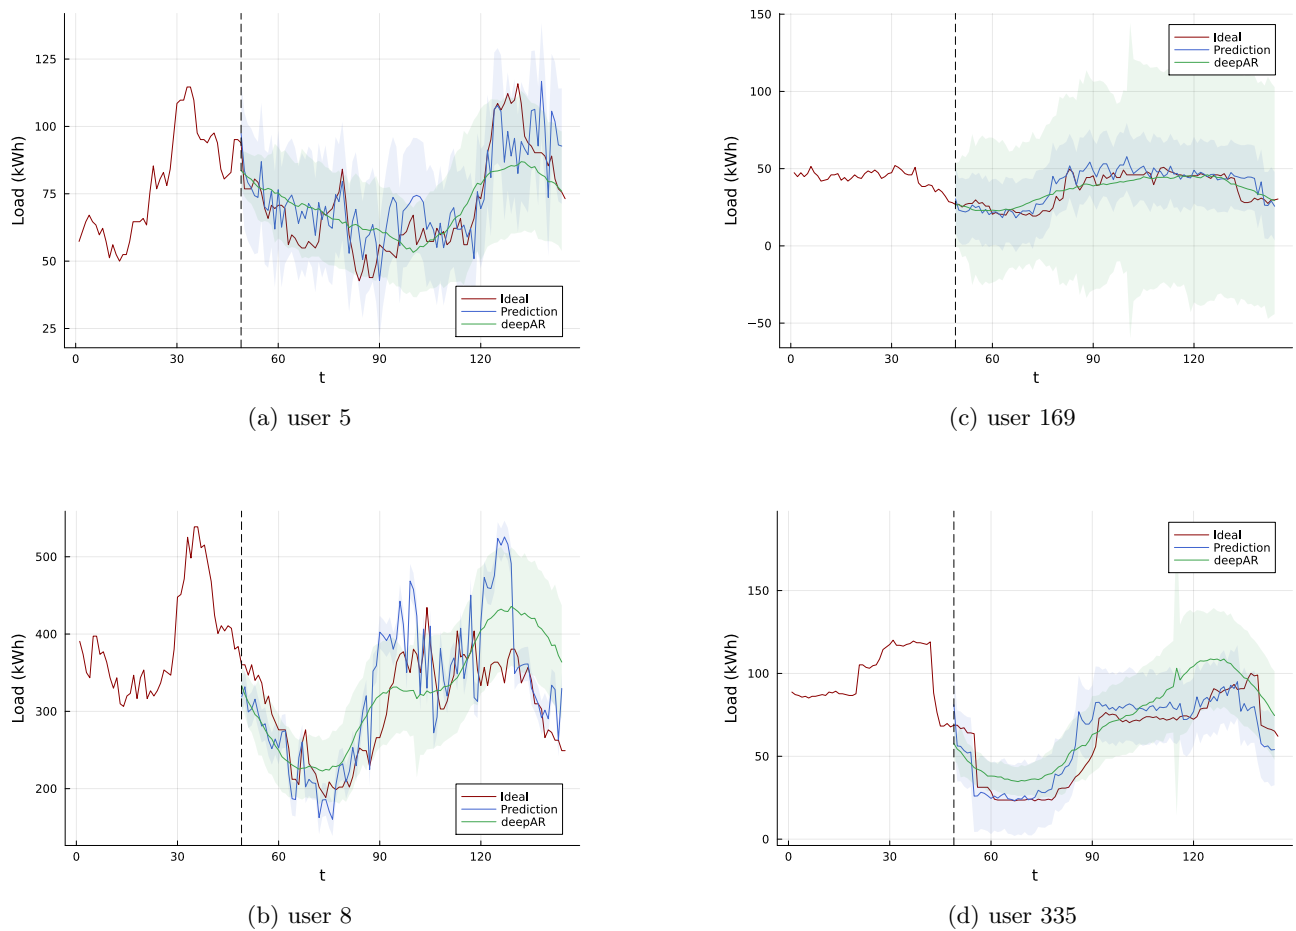 125
100
75
50
25
Load (kWh)
0 30 60 90 120
t
Ideal
Prediction
deepAR
(a) user 5
150
100
50
0
−50
Load (kWh)
0 30 60 90 120
t
Ideal
Prediction
deepAR
(c) user 169
500
400
300
200
Load (kWh)
0 30 60 90 120
t
Ideal
Prediction
deepAR
(b) user 8
150
100
50
0
Load (kWh)
0 30 60 90 120
t
Ideal
Prediction
deepAR
(d) user 335